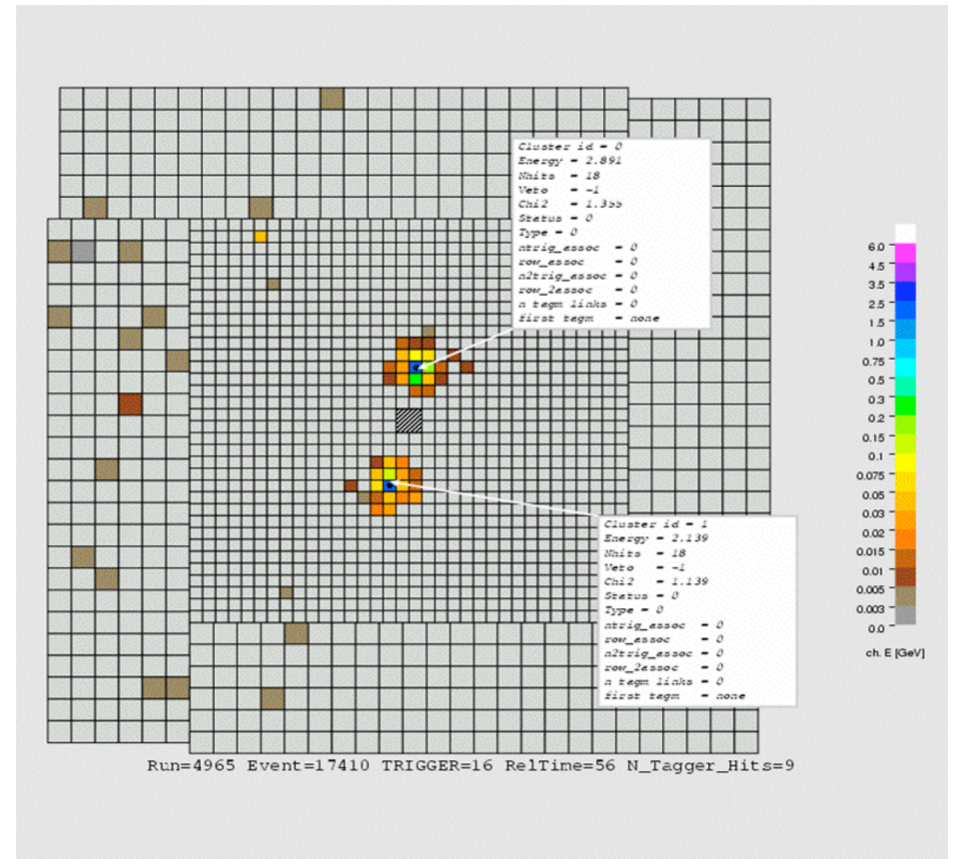 Cluster id = 0
Energy = 2.891
Nhits = 18
Veto = -1
Chi2 = 1.355
Status = 0
Type = 0
ntrig_assoc = 0
row_assoc = 0
n2trig_assoc = 0
row_2assoc = 0
n tagm links = 0
first tagm = none
6.0
4.5
3.5
2.5
1.5
1.0
0.75
0.5
0.3
0.2
0.15
0.1
0.075
0.05
0.03
0.02
0.015
0.01
0.005
0.003
0.0
ch. E [GeV]
Cluster id = 1
Energy = 2.139
Nhits = 18
Veto = -1
Chi2 = 1.139
Status = 0
Type = 0
ntrig_assoc = 0
row_assoc = 0
n2trig_assoc = 0
row_2assoc = 0
n tagm links = 0
first tagm = none
Run=4965 Event=17410 TRIGGER=16 RelTime=56 N_Tagger_Hits=9